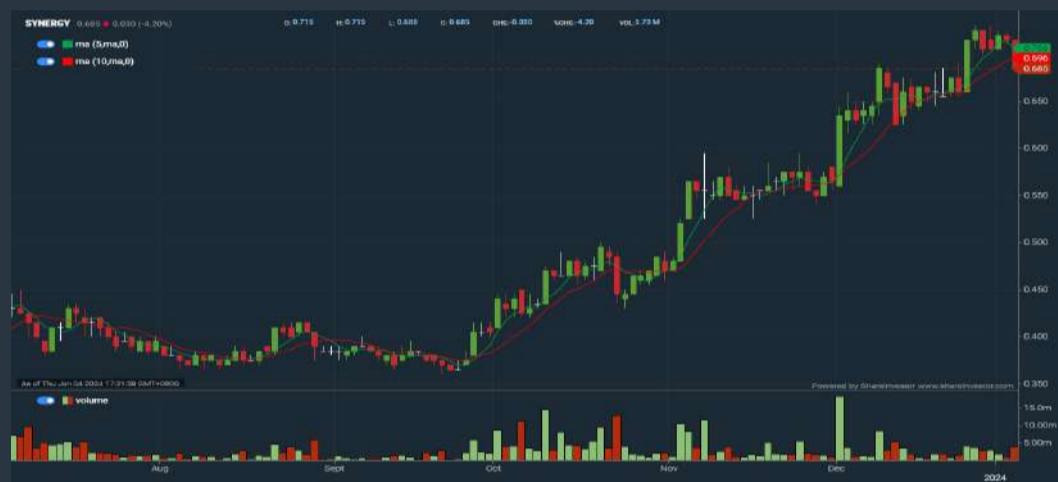 SYNERGY 0.685 0.030 (-4.20%) O: 0.715 H: 0.715 L: 0.685 C: 0.685 CHG:-0.030 %CHG:-4.20 VOL:3.73 M
ma (5,ma,0)
ma (10,ma,0)
0.704
0.696
0.685
0.650
0.600
0.550
0.500
0.450
0.400
0.350
As of Thu Jan 04 2024 17:31:38 GMT+0800
Powered by ShareInvestor www.shareinvestor.com
volume
15.0m
10.00m
5.00m
Aug Sept Oct Nov Dec
2024